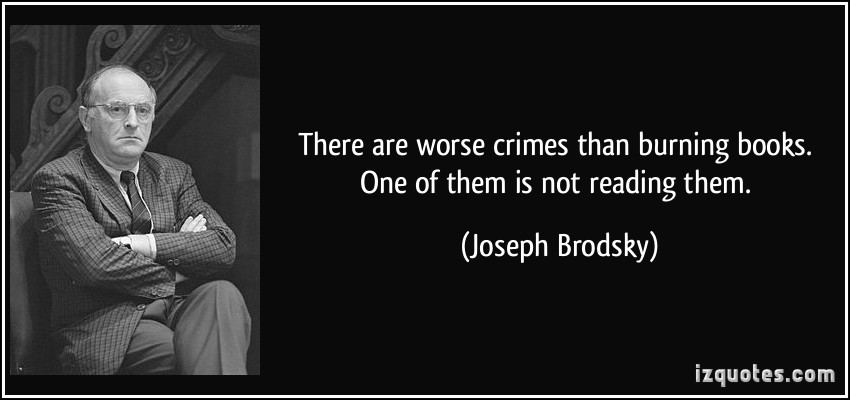 There are worse crimes than burning books.
One of them is not reading them.
(Joseph Brodsky)
izquotes.com